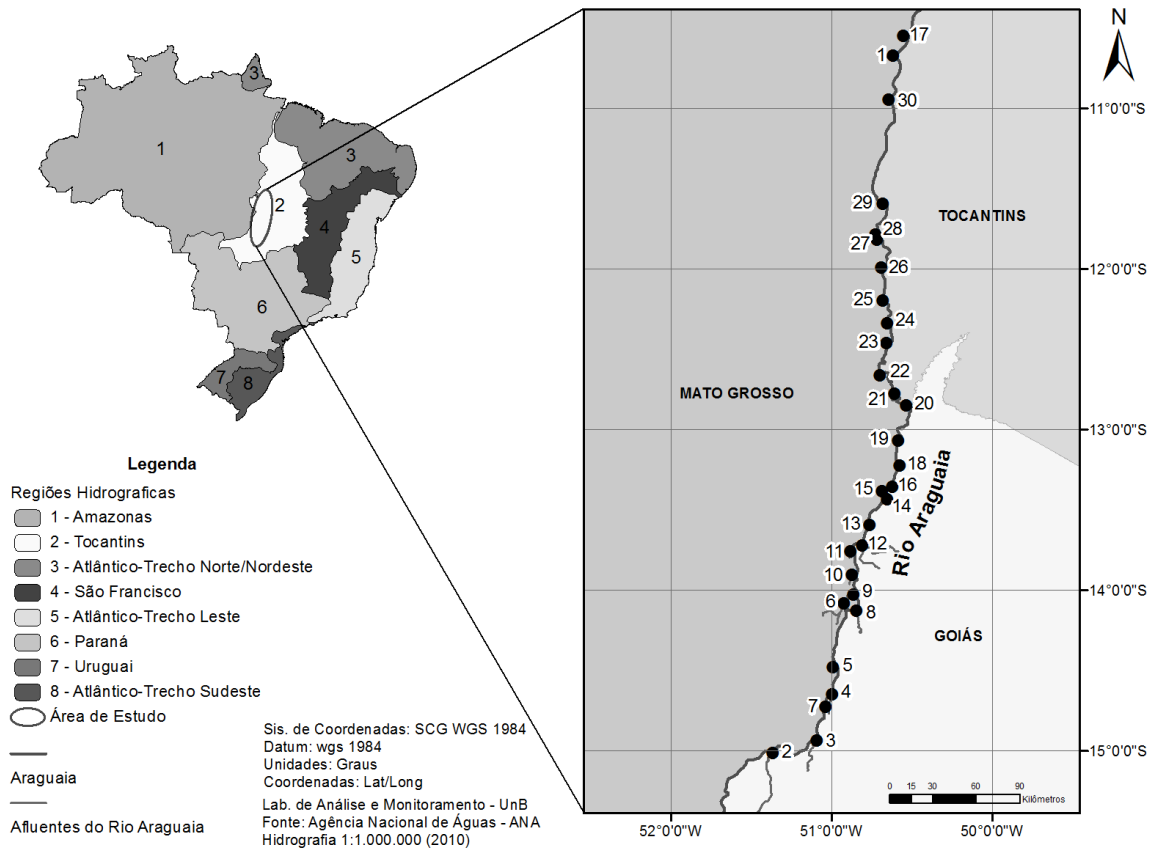 1
2
3
3
4
5
6
7
8
Legenda
Regiões Hidrograficas
1 - Amazonas
2 - Tocantins
3 - Atlântico-Trecho Norte/Nordeste
4 - São Francisco
5 - Atlântico-Trecho Leste
6 - Paraná
7 - Uruguai
8 - Atlântico-Trecho Sudeste
Área de Estudo
Araguaia
Afluentes do Rio Araguaia
Sis. de Coordenadas: SCG WGS 1984
Datum: wgs 1984
Unidades: Graus
Coordenadas: Lat/Long
Lab. de Análise e Monitoramento - UnB
Fonte: Agência Nacional de Águas - ANA
Hidrografia 1:1.000.000 (2010)
N
17
1
30
29
28
27
26
25
24
23
22
21
20
19
18
16
15
14
13
12
11
10
9
6
8
5
4
7
3
2
TOCANTINS
MATO GROSSO
Rio Araguaia
GOIÁS
11°0'0"S
12°0'0"S
13°0'0"S
14°0'0"S
15°0'0"S
0 15 30 60 90
Kilômetros
52°0'0"W 51°0'0"W 50°0'0"W